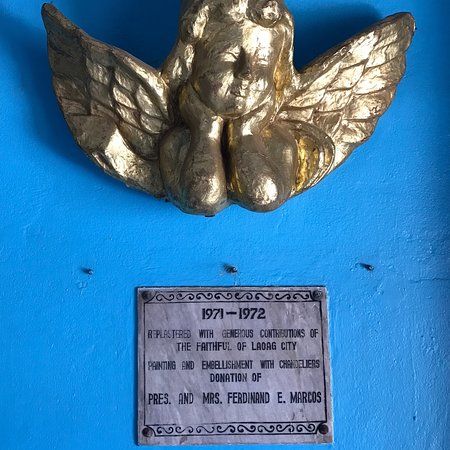 1971-1972
REPLASTERED WITH GENEROUS CONTRIBUTIONS OF
THE FAITHFUL OF LAOAG CITY
PAINTING AND EMBELLISHMENT WITH CHANDELIERS
DONATION OF
PRES. AND MRS. FERDINAND E. MARCOS